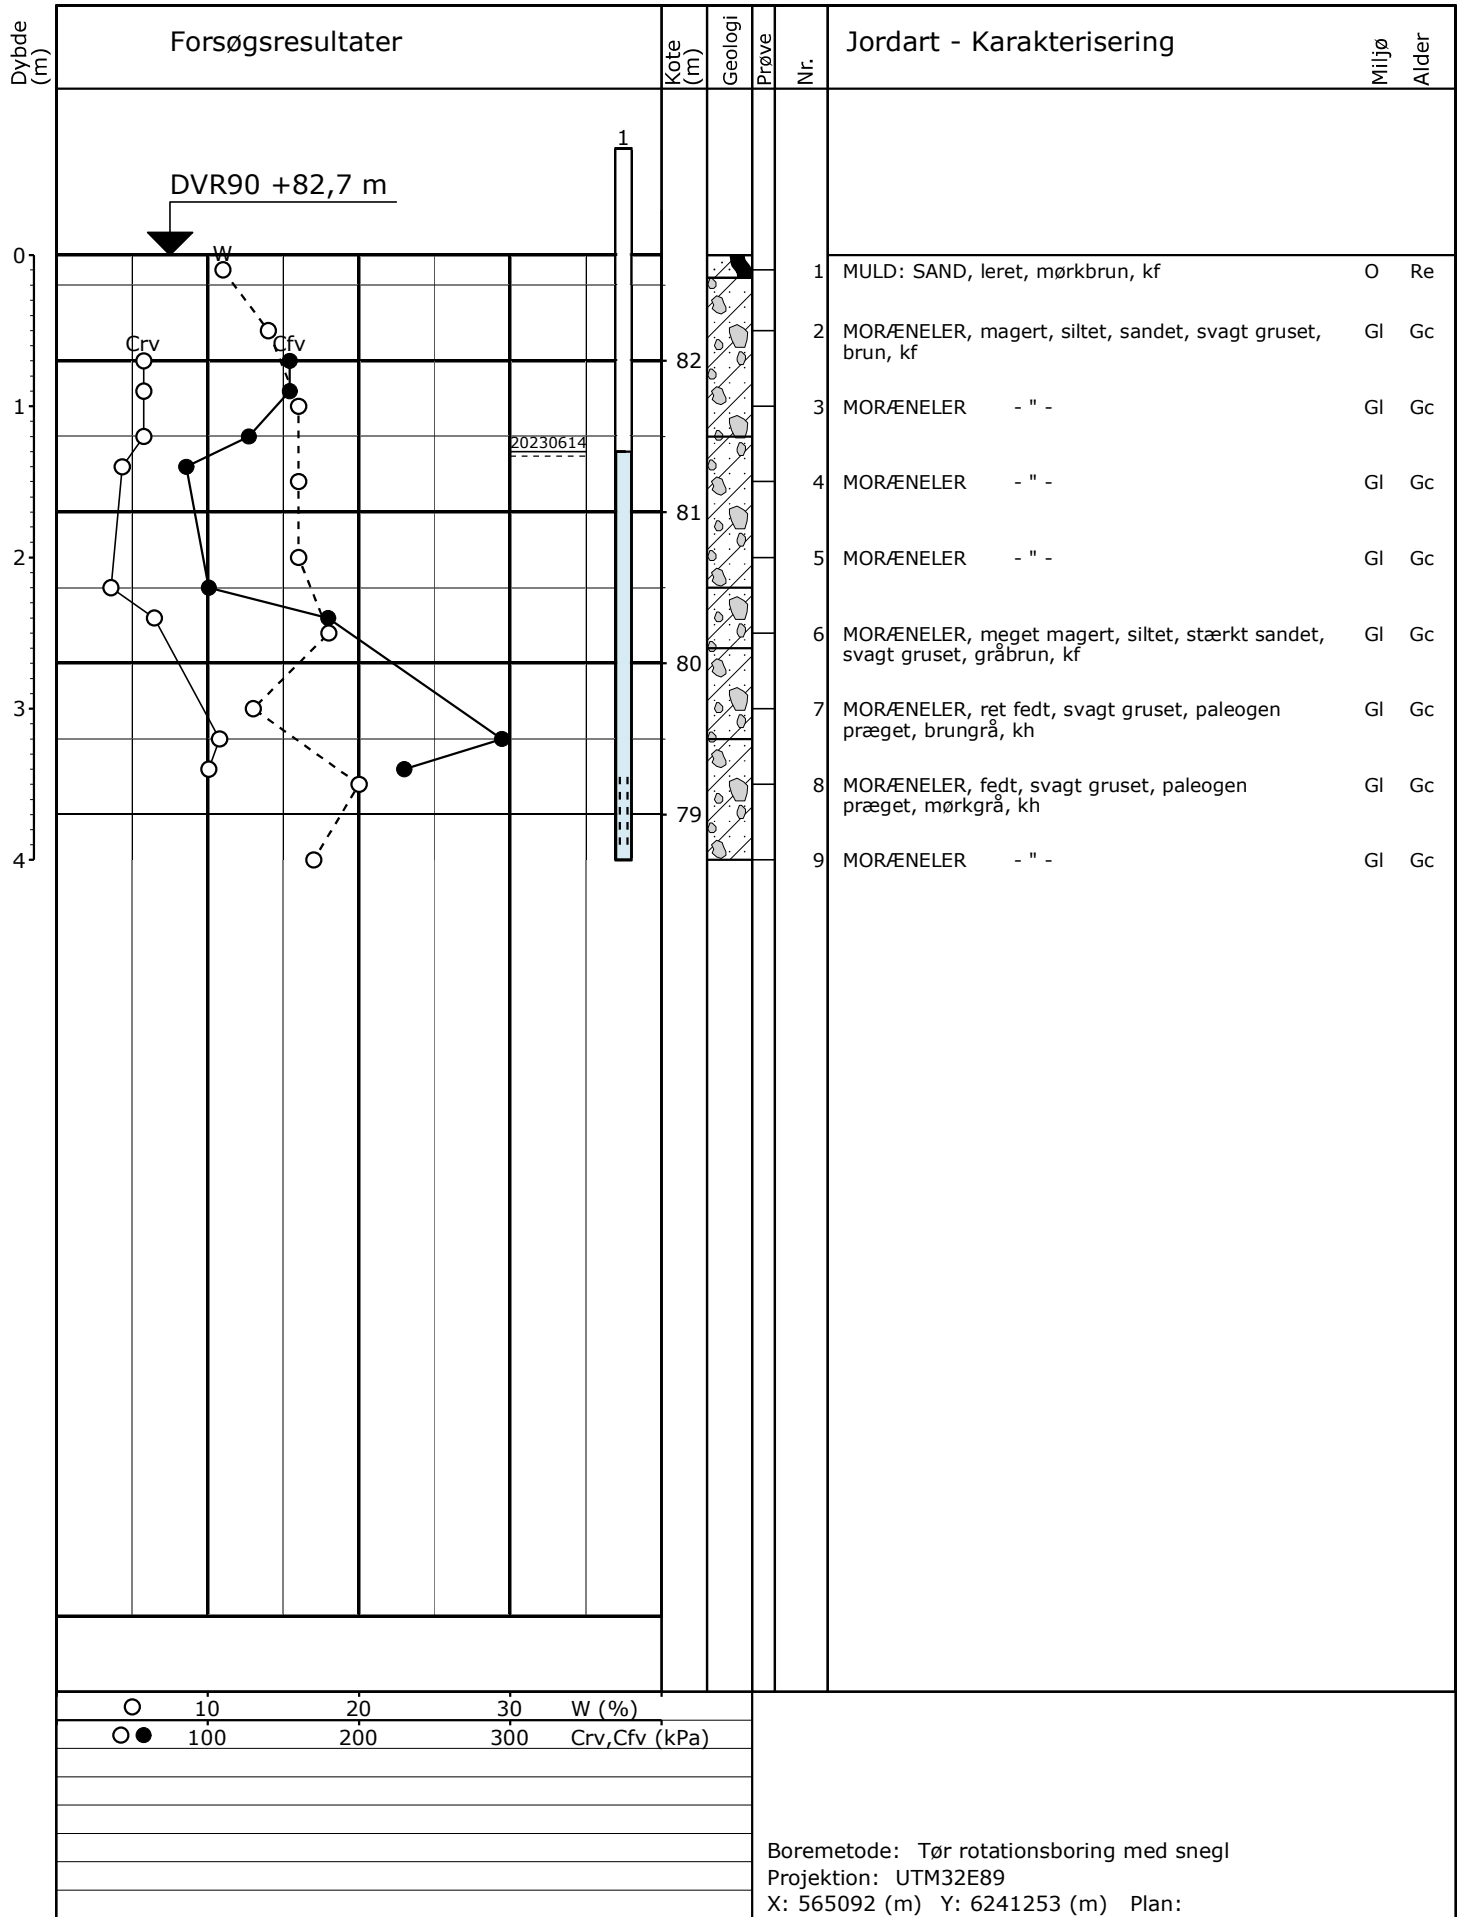 Dybde
(m)
Forsøgsresultater
Kote
(m)
Geologi
Prøve
Nr.
Jordart - Karakterisering
Miljø
Alder
1
DVR90 +82,7 m
0
W
1 MULD: SAND, leret, mørkbrun, kf O Re
Crv
Cfv
82
2 MORÆNELER, magert, siltet, sandet, svagt gruset, Gl Gc
brun, kf
1
3 MORÆNELER - " - Gl Gc
20230614
4 MORÆNELER - " - Gl Gc
81
2
5 MORÆNELER - " - Gl Gc
6 MORÆNELER, meget magert, siltet, stærkt sandet, Gl Gc
svagt gruset, gråbrun, kf
80
3
7 MORÆNELER, ret fedt, svagt gruset, paleogen Gl Gc
præget, brungrå, kh
8 MORÆNELER, fedt, svagt gruset, paleogen Gl Gc
præget, mørkgrå, kh
79
4
9 MORÆNELER - " - Gl Gc
10 20 30 W (%)
100 200 300 Crv,Cfv (kPa)
Boremetode: Tør rotationsboring med snegl
Projektion: UTM32E89
X: 565092 (m) Y: 6241253 (m) Plan: